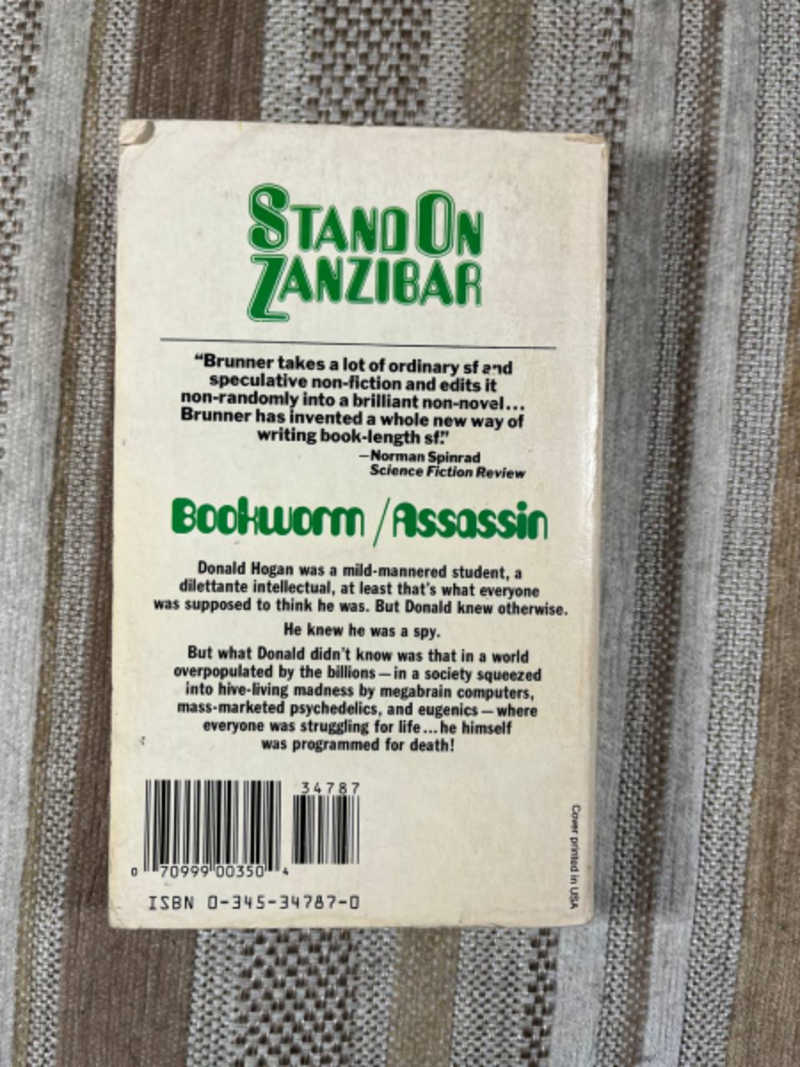 STAND ON
ZANZIBAR
“Brunner takes a lot of ordinary sf and
speculative non-fiction and edits it
non-randomly into a brilliant non-novel...
Brunner has invented a whole new way of
writing book-length sf.”
—Norman Spinrad
Science Fiction Review
Bookworm/Assassin
Donald Hogan was a mild-mannered student, a
dilettante intellectual, at least that's what everyone
was supposed to think he was. But Donald knew otherwise.
He knew he was a spy.
But what Donald didn't know was that in a world
overpopulated by the billions—in a society squeezed
into hive-living madness by megabrain computers,
mass-marketed psychedelics, and eugenics—where
everyone was struggling for life...he himself
was programmed for death!
34787
0 70999 00350 4
ISBN 0-345-34787-0
Cover printed in USA